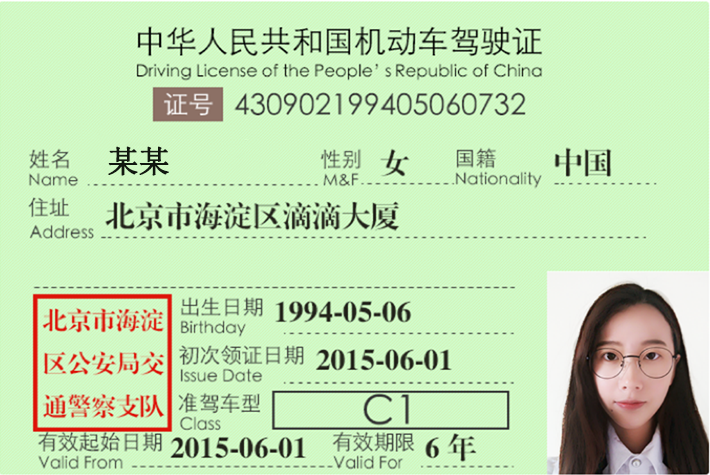 中华人民共和国机动车驾驶证
Driving License of the People’s Republic of China
证号 430902199405060732
姓名 某某 性别 女 国籍 中国
Name M&F Nationality
住址 北京市海淀区滴滴大厦
Address
北京市海淀
区公安局交
通警察支队
出生日期 1994-05-06
Birthday
初次领证日期 2015-06-01
Issue Date
准驾车型 C1
Class
有效起始日期 2015-06-01 有效期限 6 年
Valid From Valid For